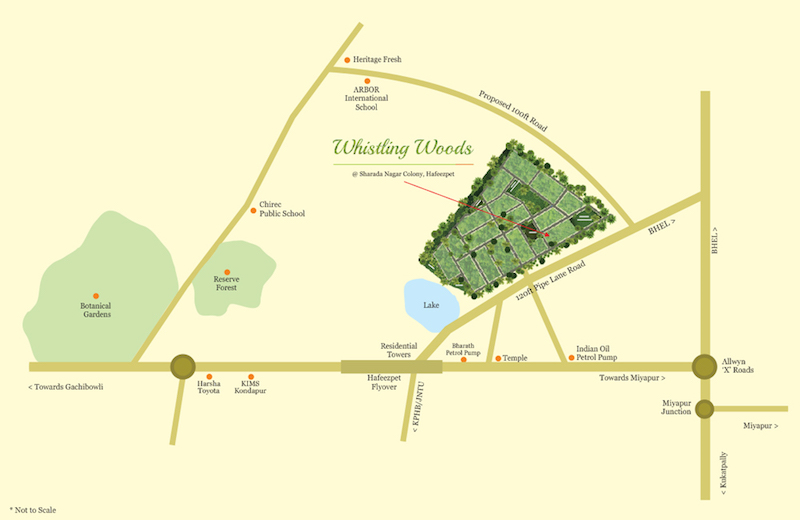 Heritage Fresh
ARBOR
International
School
Proposed 100ft Road
Whistling Woods
@ Sharada Nagar Colony, Hafeezpet
Chirec
Public School
BHEL >
BHEL >
Reserve
Forest
120ft Pipe Lane Road
Botanical
Gardens
Lake
Residential
Towers
Bharath
Petrol Pump
Temple
Indian Oil
Petrol Pump
Allwyn
'X' Roads
< Towards Gachibowli
Harsha
Toyota
KIMS
Kondapur
Hafeezpet
Flyover
< KPHB/JNTU
Towards Miyapur >
Miyapur
Junction
Miyapur >
< Kukatpally
* Not to Scale